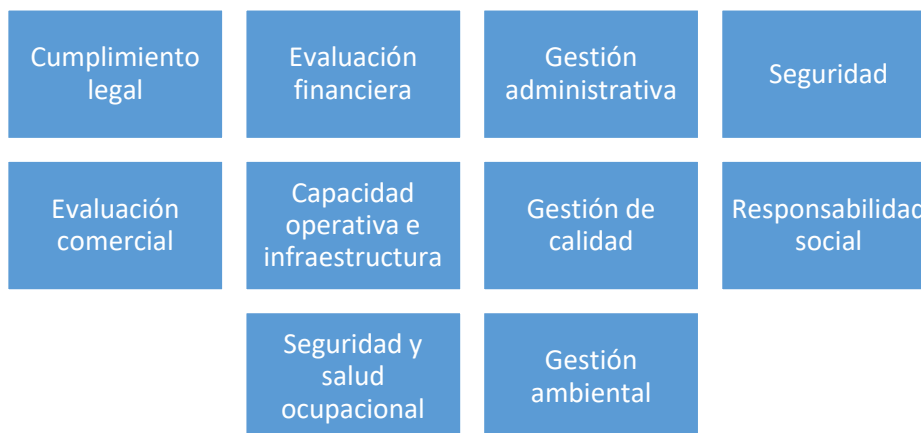 Cumplimiento
legal
Evaluación
financiera
Gestión
administrativa
Seguridad
Evaluación
comercial
Capacidad
operativa e
infraestructura
Gestión de
calidad
Responsabilidad
social
Seguridad y
salud
ocupacional
Gestión
ambiental